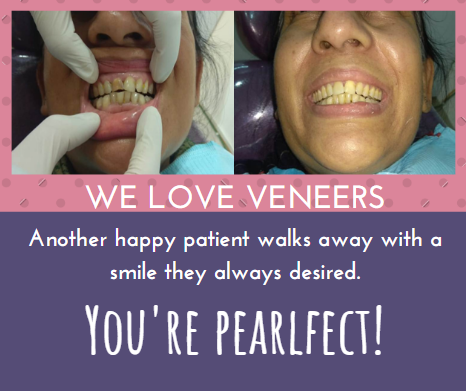 WE LOVE VENEERS
Another happy patient walks away with a
smile they always desired.
YOU'RE PEARLFECT!